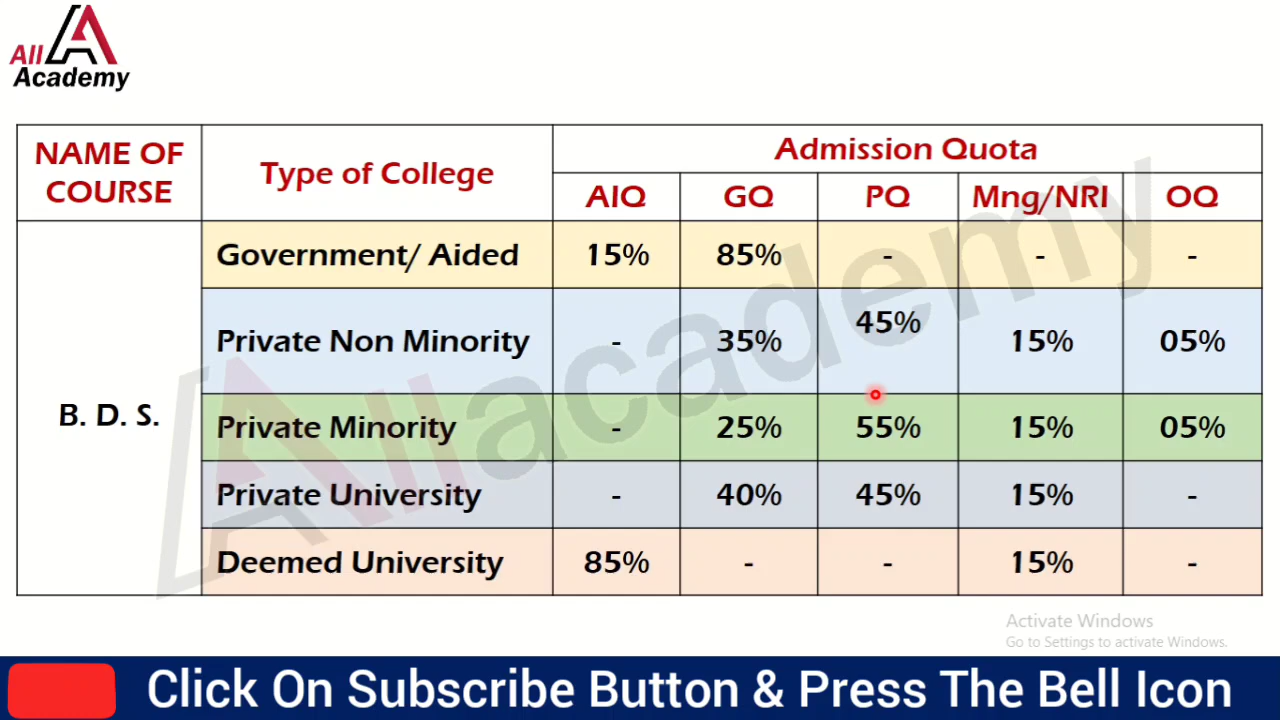 All
Academy
NAME OF
COURSE
Type of College
Admission Quota
AIQ
GQ
PQ
Mng/NRI
OQ
B. D. S.
Government/ Aided
15%
85%
-
-
-
Private Non Minority
-
35%
45%
15%
05%
Private Minority
-
25%
55%
15%
05%
Private University
-
40%
45%
15%
-
Deemed University
85%
-
-
15%
-
Allacademy
Activate Windows
Go to Settings to activate Windows.
Click On Subscribe Button & Press The Bell Icon